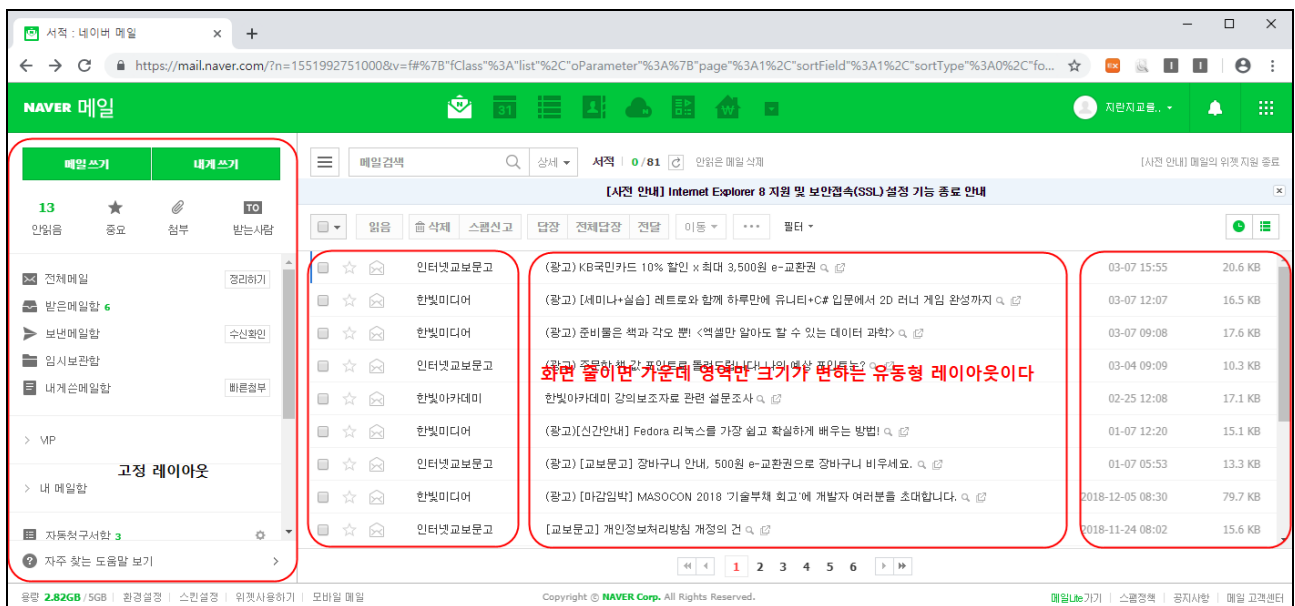 서적 : 네이버 메일
https://mail.naver.com/?n=1551992751000&v=f#%7B"fClass"%3A"list"%2C"oParameter"%3A%7B"page"%3A1%2C"sortField"%3A1%2C"sortType"%3A0%2C"fo...
NAVER 메일
31
지란지교를..
메일쓰기 내게쓰기
메일검색 상세 서적 0/81 안읽은 메일 삭제 [사전 안내] 메일의 위젯 지원 종료
[사전 안내] Internet Explorer 8 지원 및 보안접속(SSL) 설정 기능 종료 안내
13 TO
안읽음 중요 첨부 받는사람
읽음 삭제 스팸신고 답장 전체답장 전달 이동 ··· 필터
전체메일 정리하기
받은메일함 6
보낸메일함 수신확인
임시보관함
내게쓴메일함 빠른첨부
VIP
고정 레이아웃
내 메일함
자동청구서함 3
자주 찾는 도움말 보기
인터넷교보문고 (광고) KB국민카드 10% 할인 x 최대 3,500원 e-교환권 03-07 15:55 20.6 KB
한빛미디어 (광고) [세미나+실습] 레트로와 함께 하루만에 유니티+C# 입문에서 2D 러너 게임 완성까지 03-07 12:07 16.5 KB
한빛미디어 (광고) 준비물은 책과 각오 뿐! <엑셀만 알아도 할 수 있는 데이터 과학> 03-07 09:08 17.6 KB
인터넷교보문고 (광고) 주문한 책 값 포인트로 돌려드립니다! 나의 예상 포인트는? 03-04 09:09 10.3 KB
화면 줄이면 가운데 영역만 크기가 변하는 유동형 레이아웃이다
한빛아카데미 한빛아카데미 강의보조자료 관련 설문조사 02-25 12:08 17.1 KB
한빛미디어 (광고)[신간안내] Fedora 리눅스를 가장 쉽고 확실하게 배우는 방법! 01-07 12:20 15.1 KB
인터넷교보문고 (광고) [교보문고] 장바구니 안내, 500원 e-교환권으로 장바구니 비우세요. 01-07 05:53 13.3 KB
한빛미디어 (광고) [마감임박] MASOCON 2018 '기술부채 회고'에 개발자 여러분을 초대합니다. 2018-12-05 08:30 79.7 KB
인터넷교보문고 [교보문고] 개인정보처리방침 개정의 건 2018-11-24 08:02 15.6 KB
1 2 3 4 5 6
용량 2.82GB / 5GB 환경설정 스킨설정 위젯사용하기 모바일 메일 Copyright © NAVER Corp. All Rights Reserved. 메일Lite가기 스팸정책 공지사항 메일 고객센터